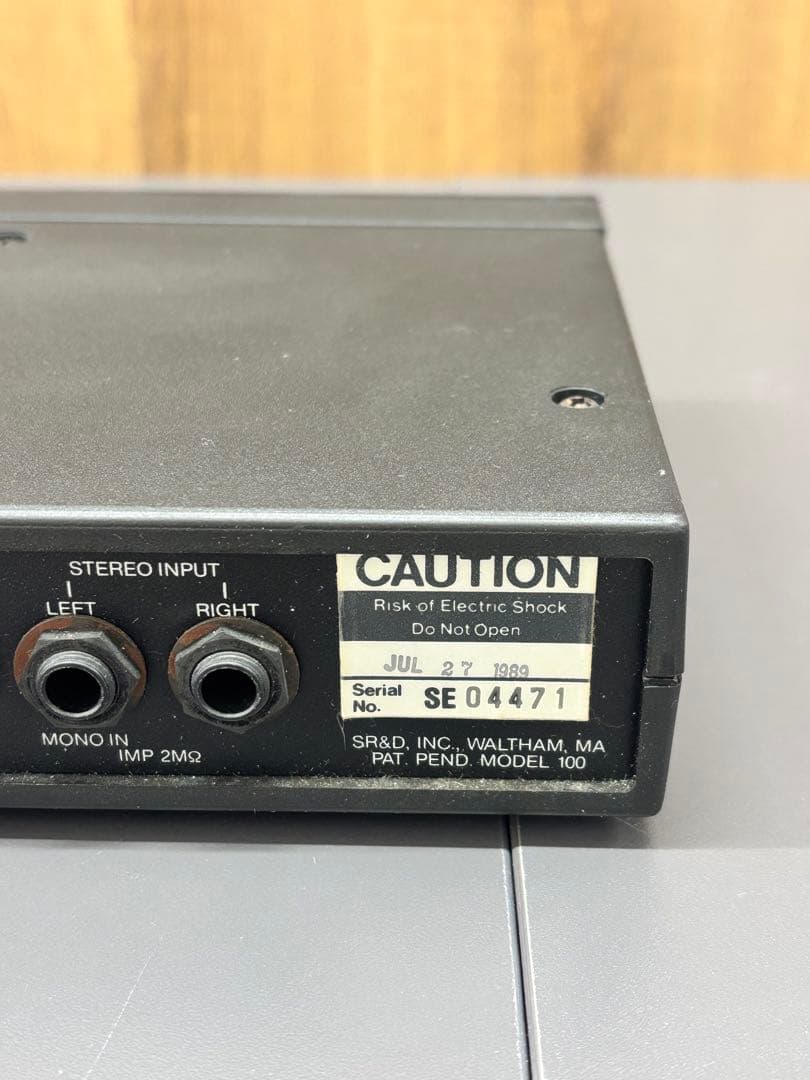 STEREO INPUT
LEFT
RIGHT
MONO IN
IMP 2MΩ
CAUTION
Risk of Electric Shock
Do Not Open
JUL 27 1989
Serial No. SE 04471
SR&D, INC., WALTHAM, MA
PAT. PEND. MODEL 100